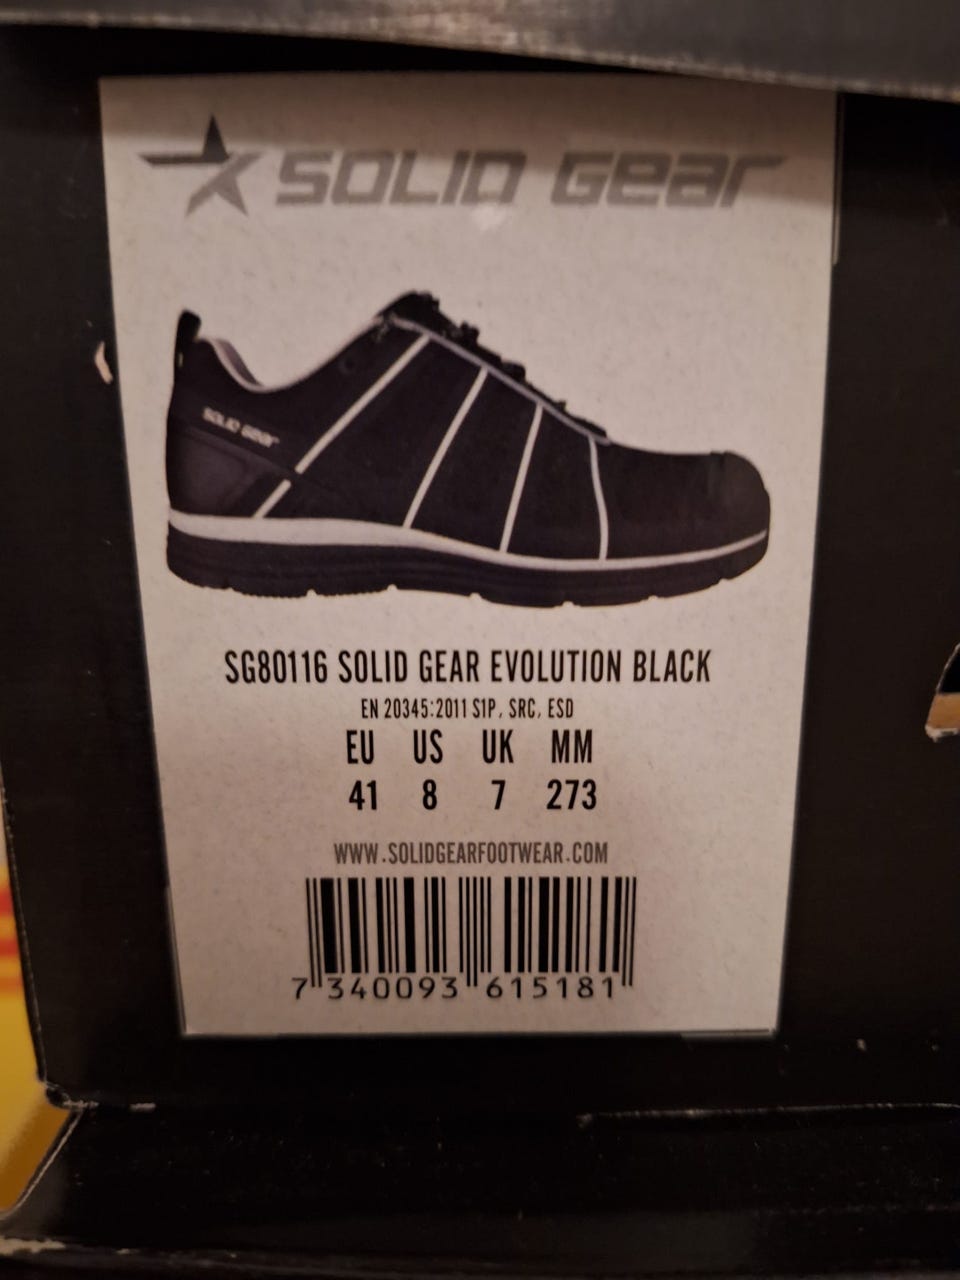 SOLID GEAR
SOLID GEAR
SG80116 SOLID GEAR EVOLUTION BLACK
EN 20345:2011 S1P, SRC, ESD
EU US UK MM
41 8 7 273
WWW.SOLIDGEARFOOTWEAR.COM
7 340093 615181